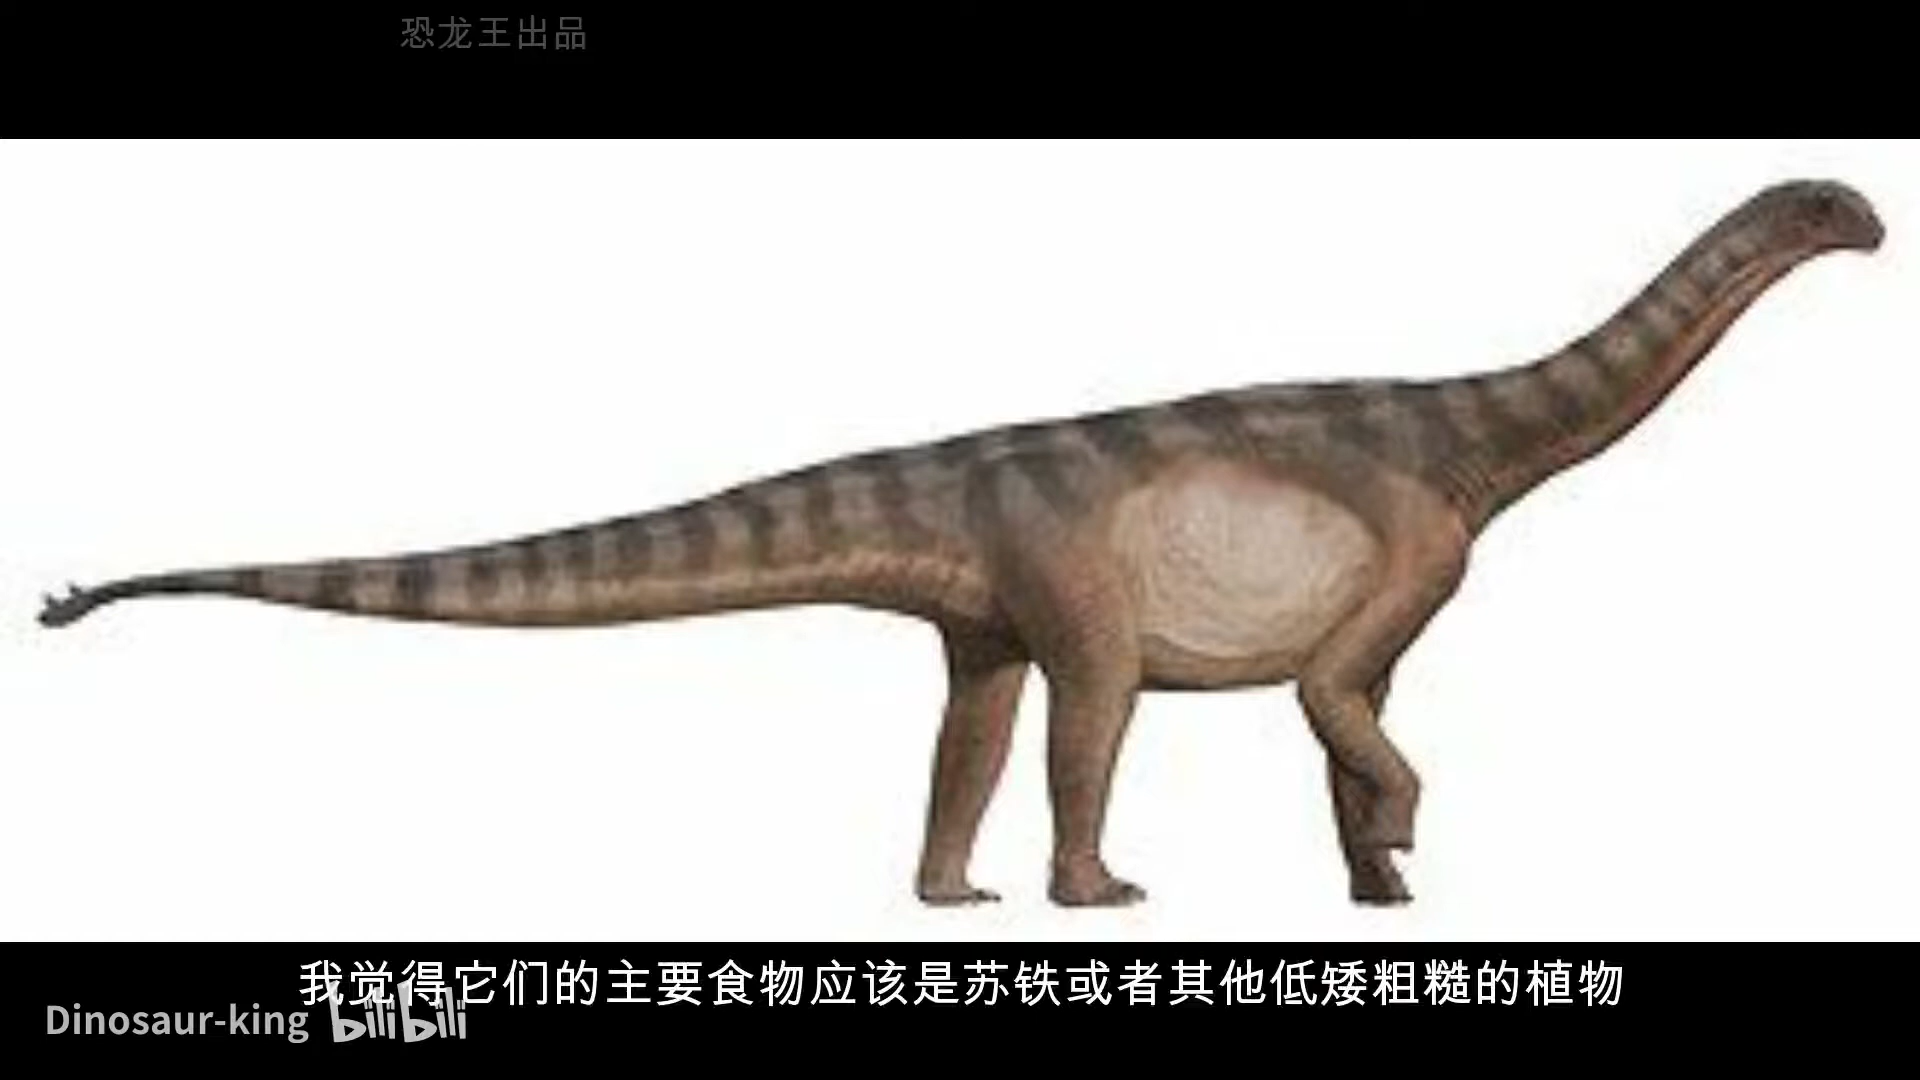 恐龙王出品
我觉得它们的主要食物应该是苏铁或者其他低矮粗糙的植物
Dinosaur-king bilibili